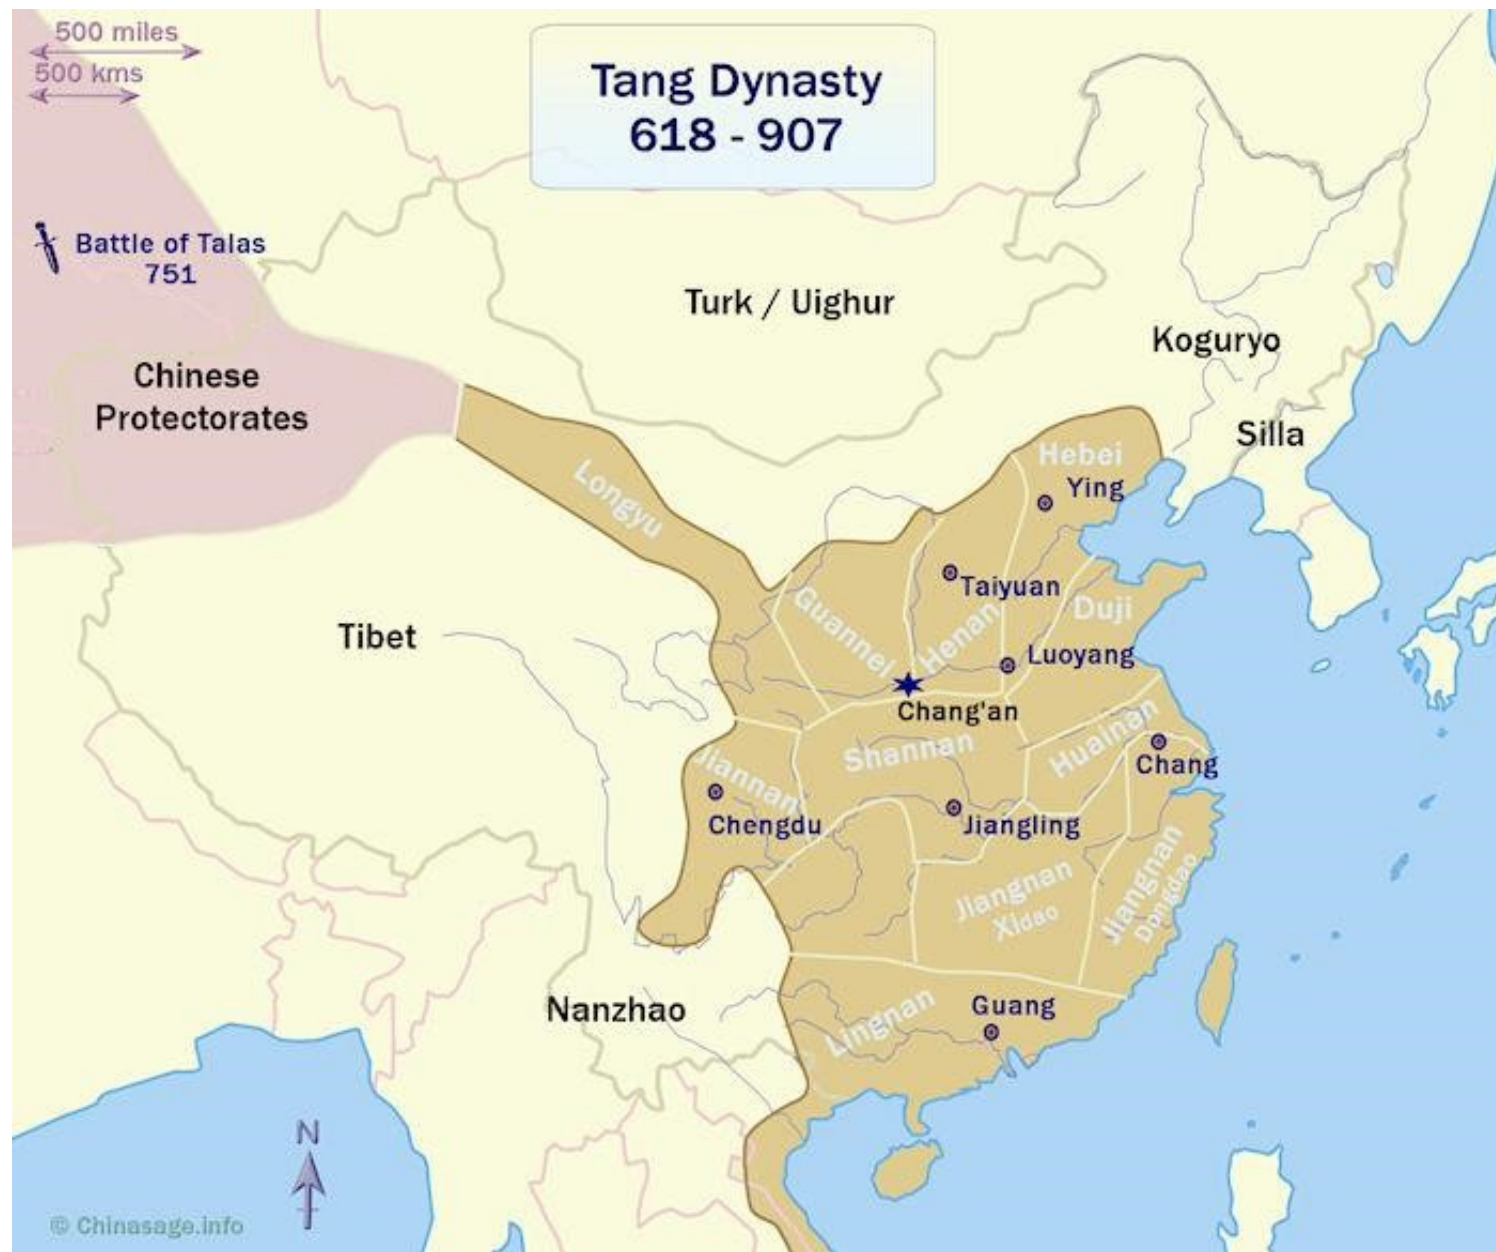 500 miles
500 kms
Tang Dynasty
618 - 907
Battle of Talas
751
Turk / Uighur
Koguryo
Chinese
Protectorates
Silla
Hebei
Ying
Longyu
Taiyuan
Guannel
Henan
Duji
Tibet
Luoyang
Chang'an
Shannan
Huainan
Chang
Jiannan
Chengdu
Jiangling
Jiangnan
Xidao
Jiangnan
Dongdao
Nanzhao
Lingnan
Guang
N
© Chinasage.info